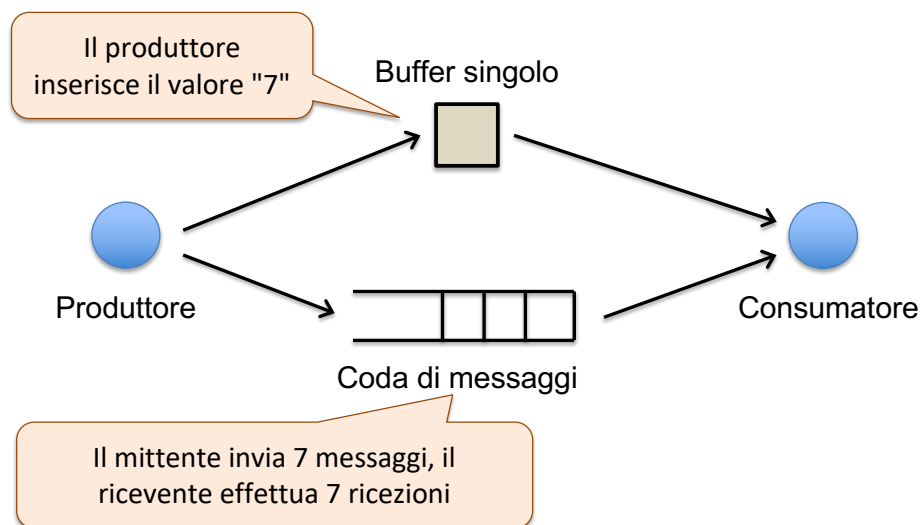 Il produttore
inserisce il valore "7"
Buffer singolo
Produttore
Consumatore
Coda di messaggi
Il mittente invia 7 messaggi, il
ricevente effettua 7 ricezioni